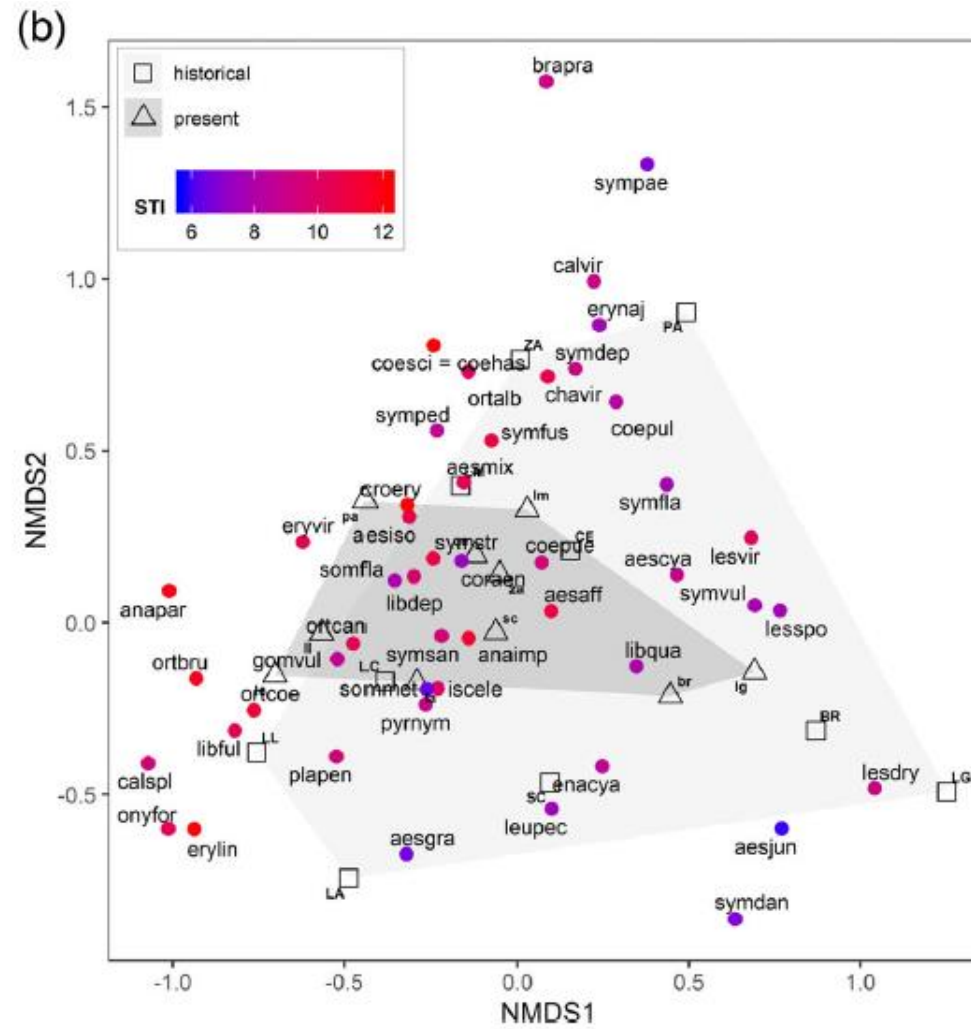 (b)
historical
present
STI
6 8 10 12
brapra
sympae
calvir
erynaj
PA
ZA
symdep
coesci = coehas
chavir
ortalb
coepul
symped
symfus
aesmix
symfla
croery
lm
pa
eryvir
aesiso
symstr
coepue
CE
aescya
lesvir
somfla
coraen
za
symvul
libdep
aesaff
lesspo
anapar
sc
ortcan
ll
symsan
anaimp
libqua
ortbru
gomvul
LC
sommet
iscele
br
lg
ortcoe
pyrnym
BR
libful
LL
plapen
calspl
lesdry
LG
enacya
SC
onyfor
leupec
erylin
aesgra
aesjun
LA
symdan
1.5
1.0
0.5
0.0
-0.5
NMDS2
-1.0 -0.5 0.0 0.5 1.0
NMDS1